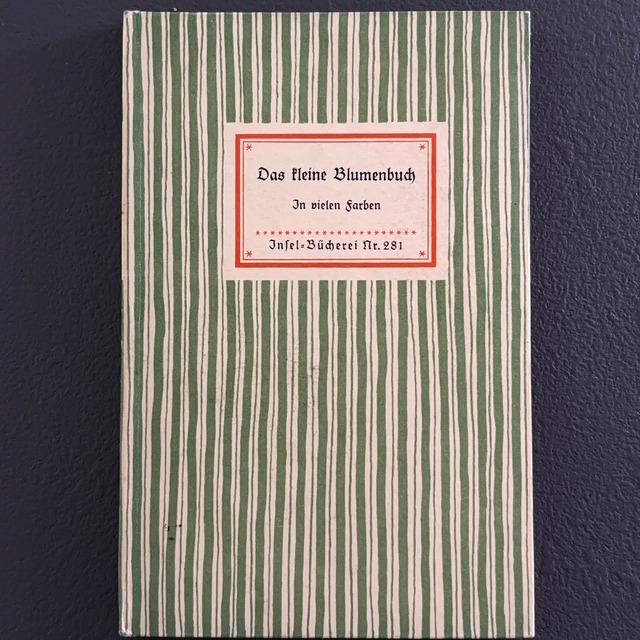 Das kleine Blumenbuch
In vielen Farben
Insel-Bücherei Nr. 281